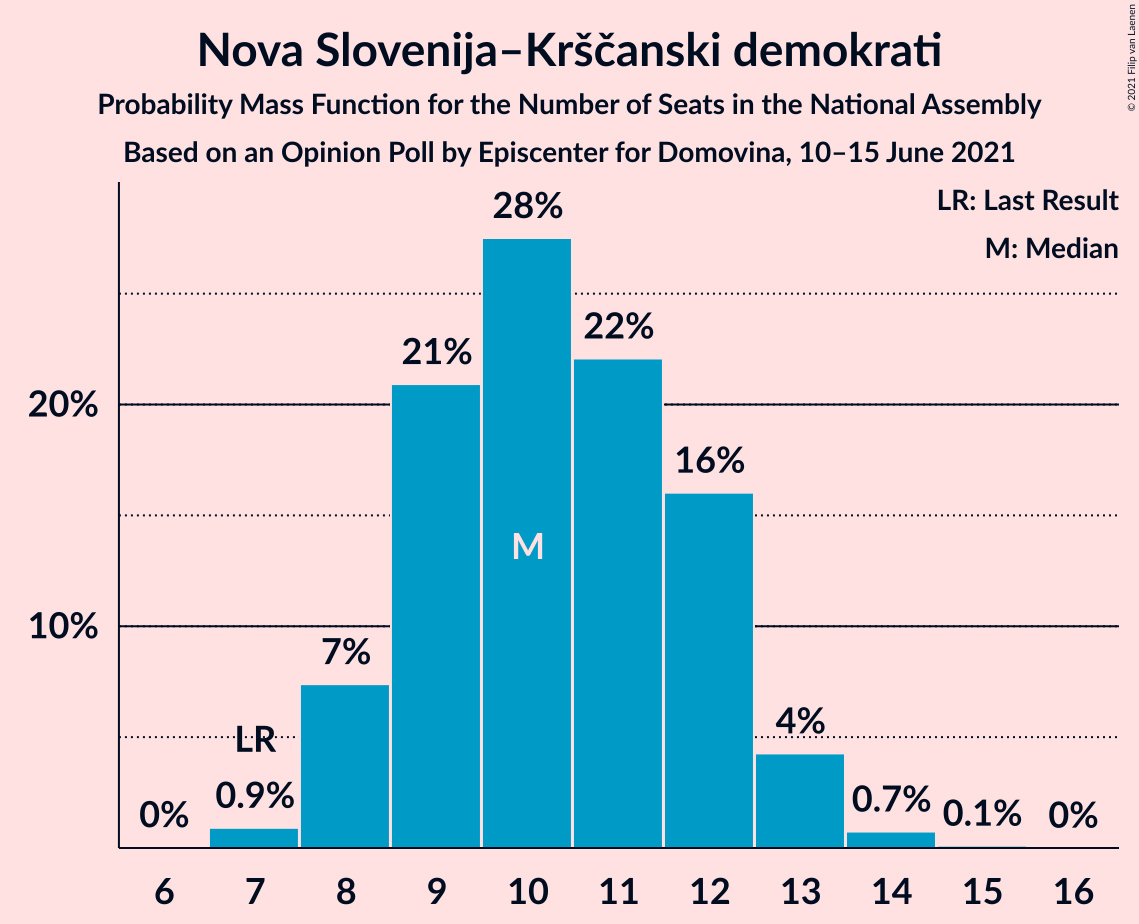 Nova Slovenija–Krščanski demokrati
Probability Mass Function for the Number of Seats in the National Assembly
Based on an Opinion Poll by Episcenter for Domovina, 10–15 June 2021
© 2021 Filip van Laenen
LR: Last Result
M: Median
28%
22%
21%
20%
16%
M
10%
7%
4%
LR
0.9%
0.7%
0.1%
0%
0%
6 7 8 9 10 11 12 13 14 15 16